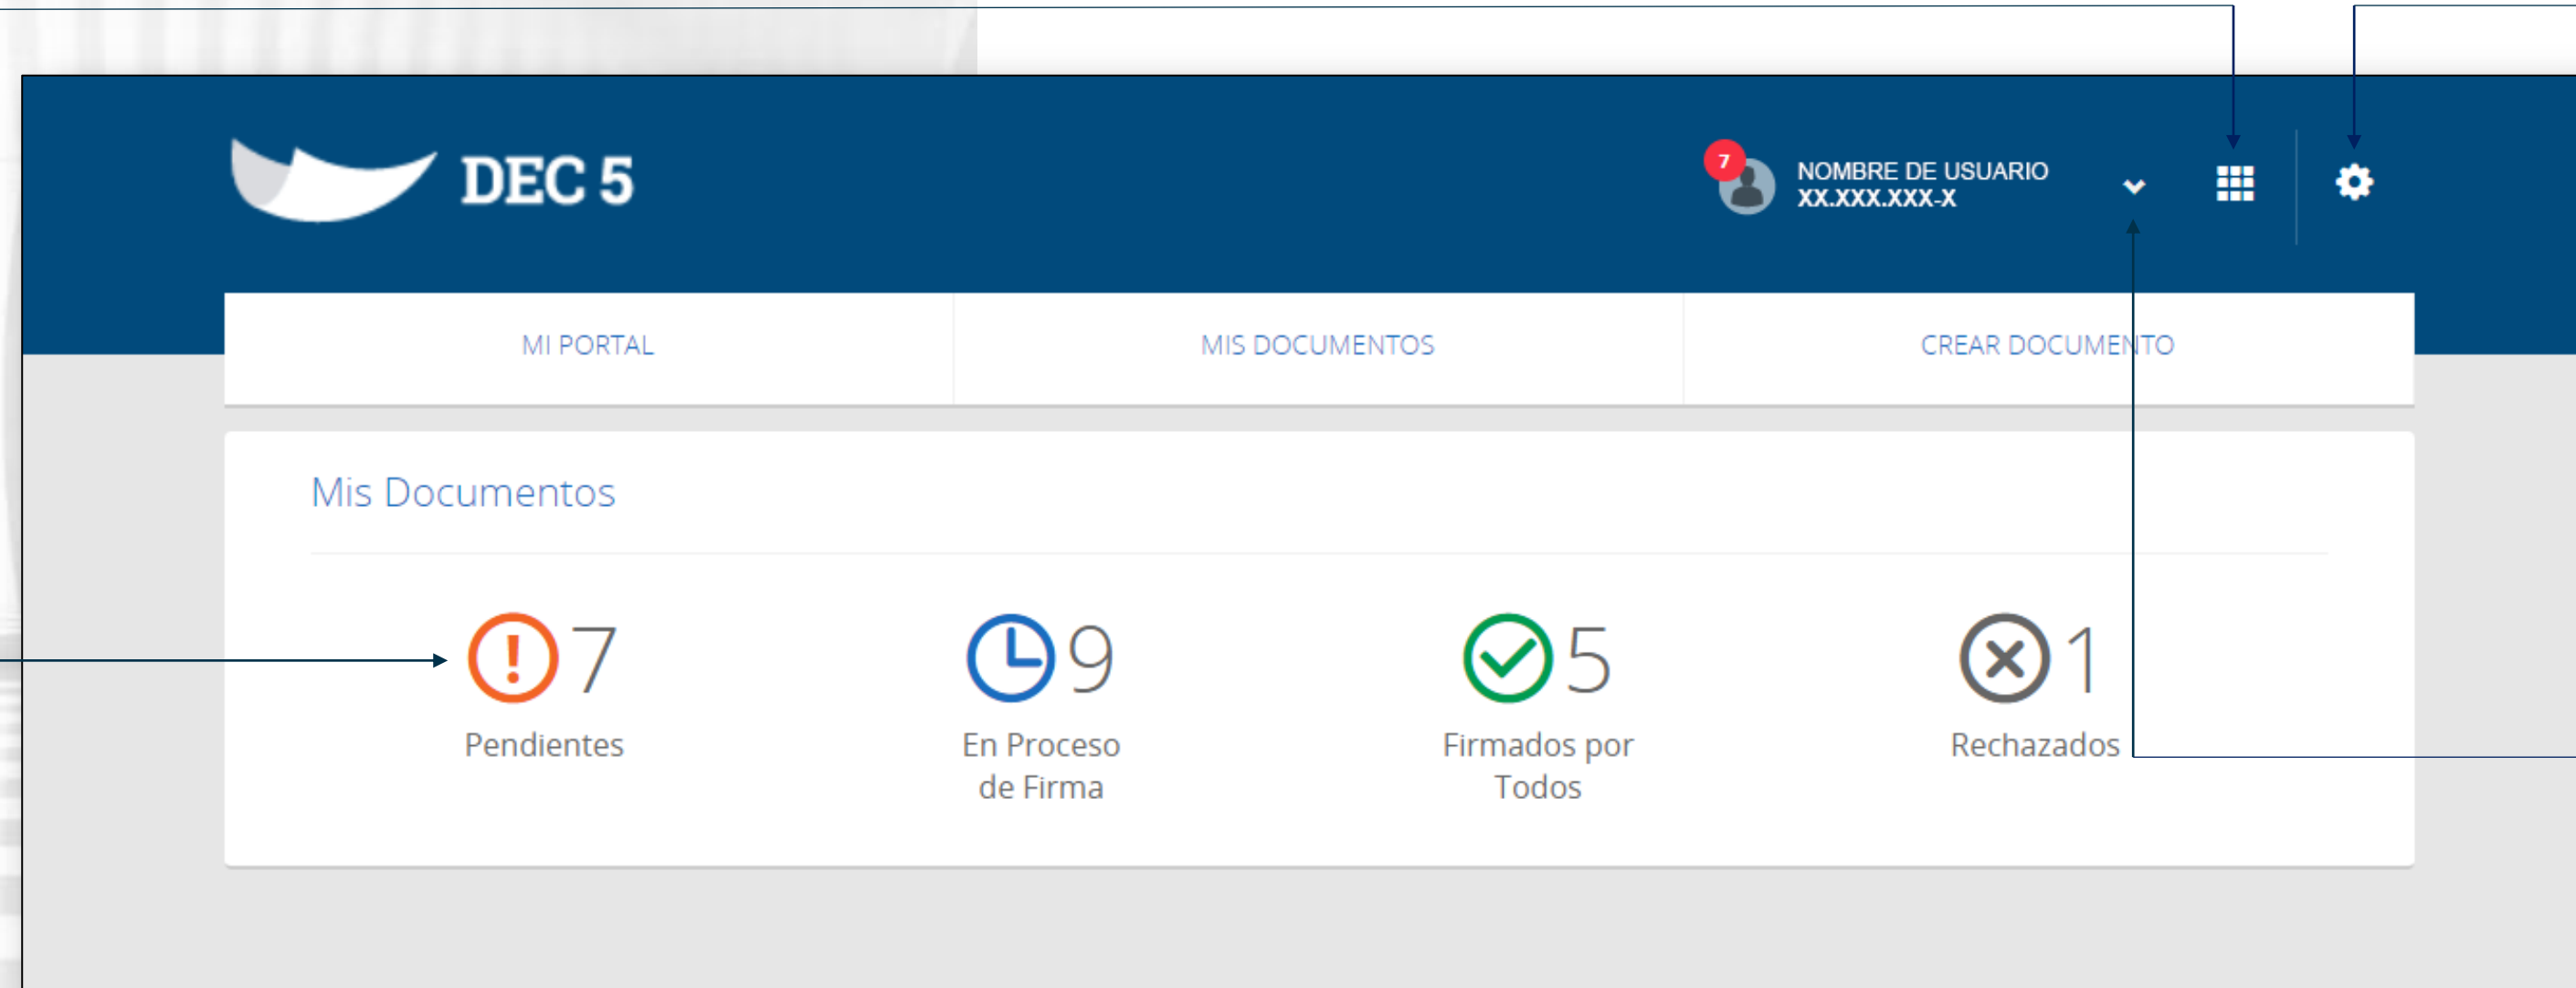 DEC 5
7
NOMBRE DE USUARIO
XX.XXX.XXX-X
MI PORTAL
MIS DOCUMENTOS
CREAR DOCUMENTO
Mis Documentos
7
Pendientes
9
En Proceso
de Firma
5
Firmados por
Todos
1
Rechazados